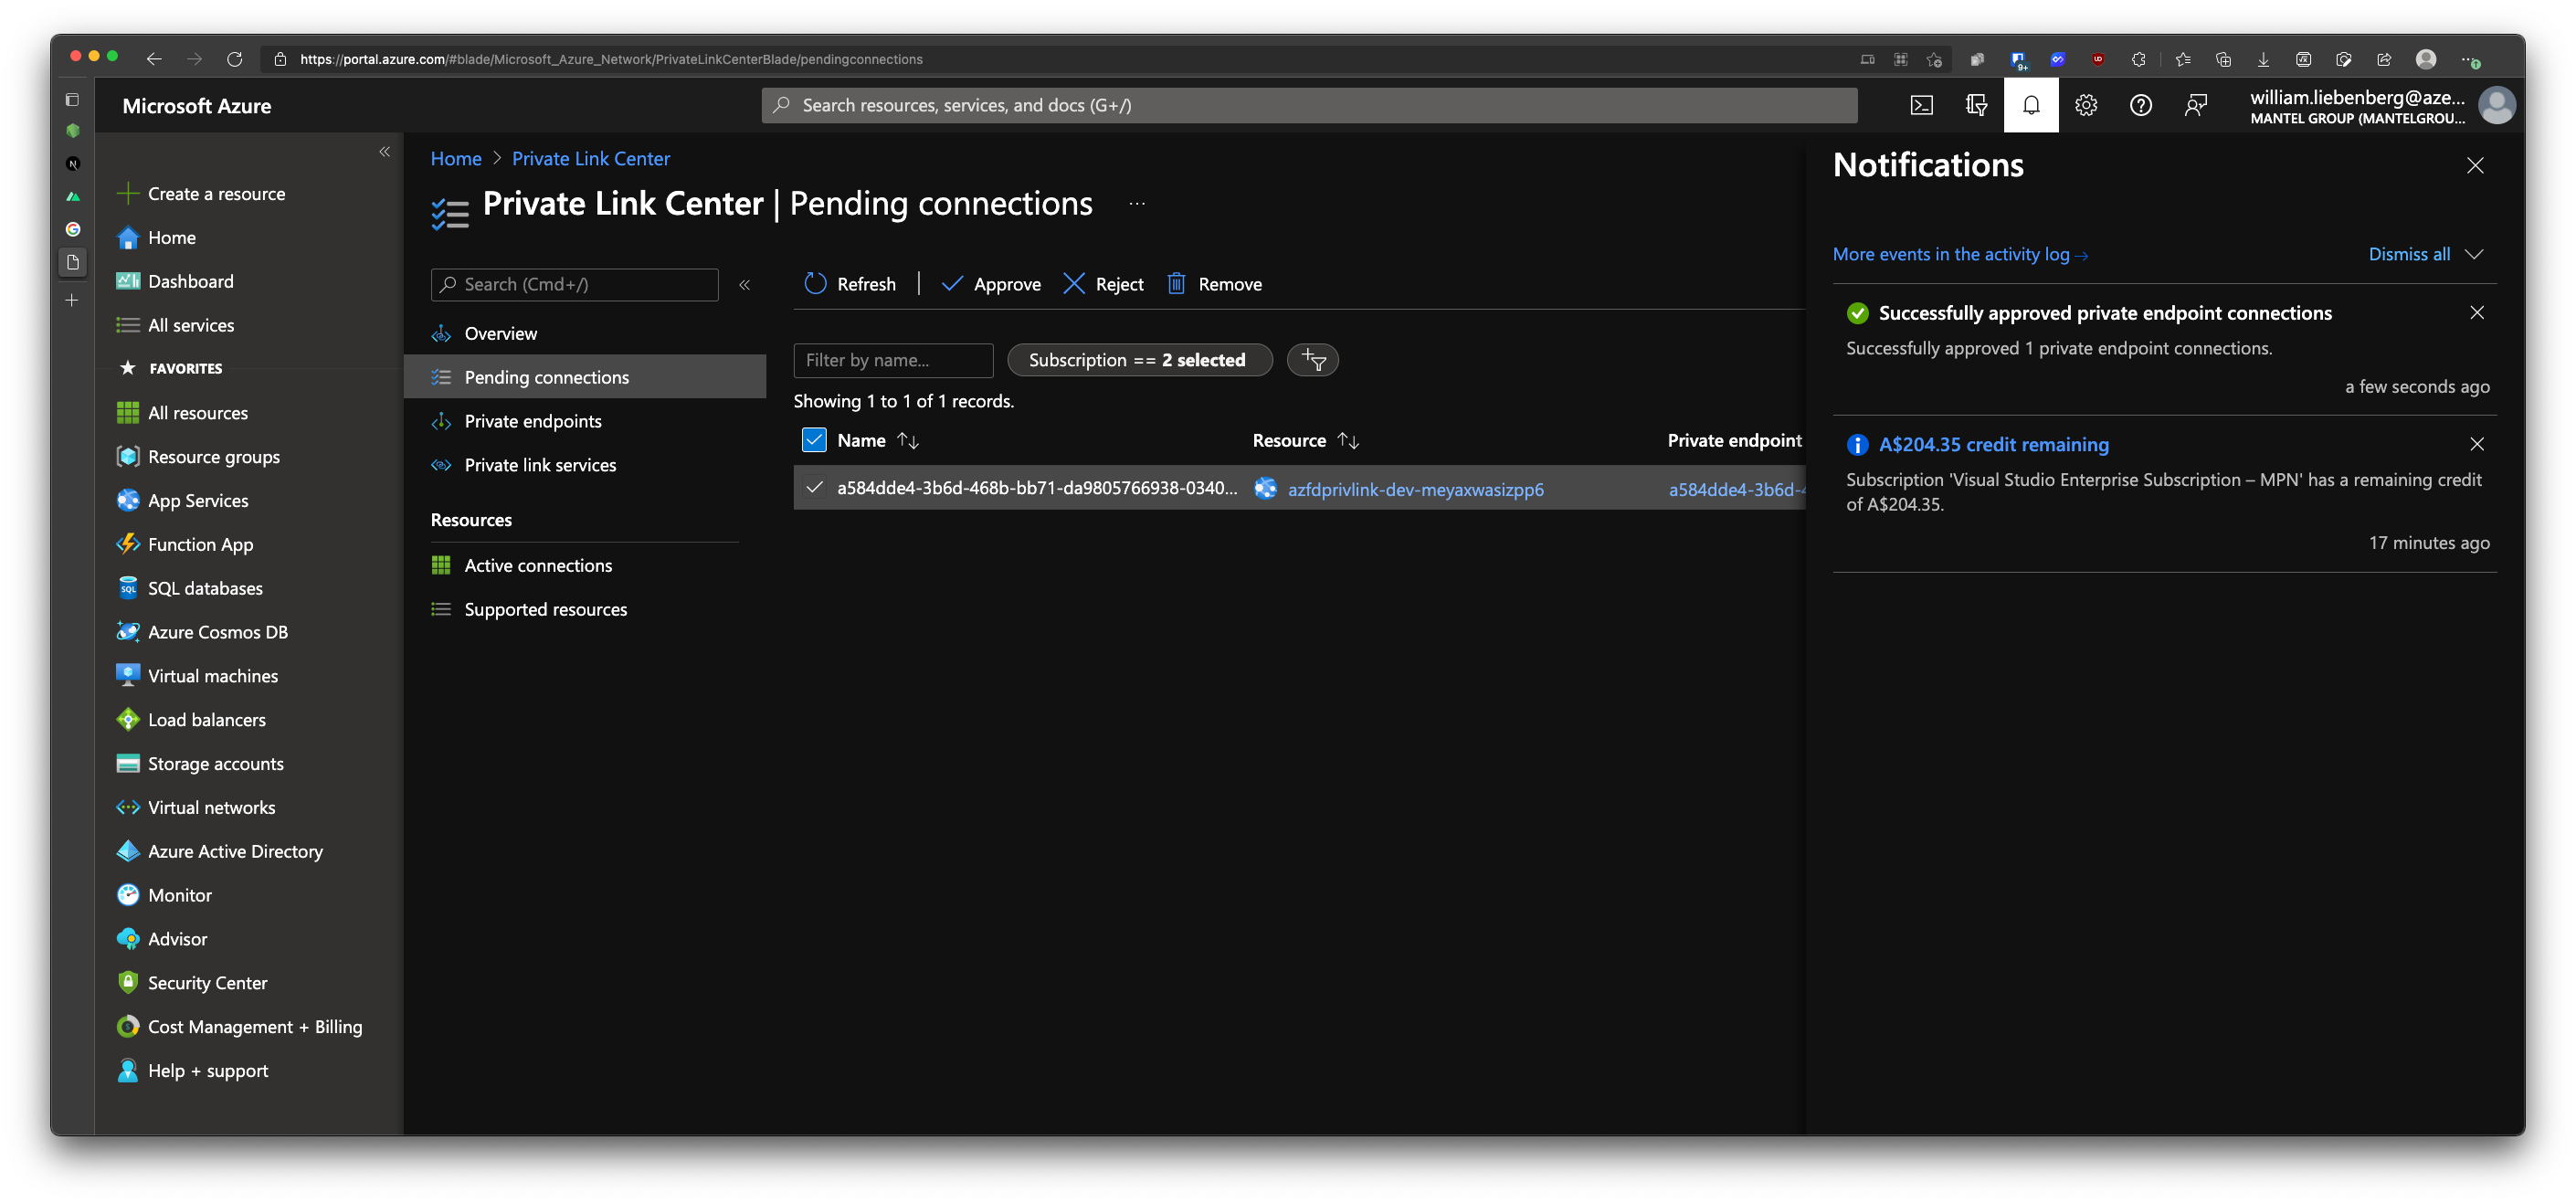 https://portal.azure.com/#blade/Microsoft_Azure_Network/PrivateLinkCenterBlade/pendingconnections
9+
Microsoft Azure
Search resources, services, and docs (G+/)
william.liebenberg@aze...
MANTEL GROUP (MANTELGROU...
Create a resource
Home
Dashboard
All services
FAVORITES
All resources
Resource groups
App Services
Function App
SQL databases
Azure Cosmos DB
Virtual machines
Load balancers
Storage accounts
Virtual networks
Azure Active Directory
Monitor
Advisor
Security Center
Cost Management + Billing
Help + support
Home > Private Link Center
Private Link Center | Pending connections ...
Search (Cmd+/)
Overview
Pending connections
Private endpoints
Private link services
Resources
Active connections
Supported resources
Refresh | Approve Reject Remove
Filter by name... Subscription == 2 selected
Showing 1 to 1 of 1 records.
Name Resource Private endpoint
a584dde4-3b6d-468b-bb71-da9805766938-0340... azfdprivlink-dev-meyaxwasizpp6 a584dde4-3b6d-4
Notifications
More events in the activity log → Dismiss all
Successfully approved private endpoint connections
Successfully approved 1 private endpoint connections.
a few seconds ago
A$204.35 credit remaining
Subscription 'Visual Studio Enterprise Subscription – MPN' has a remaining credit
of A$204.35.
17 minutes ago